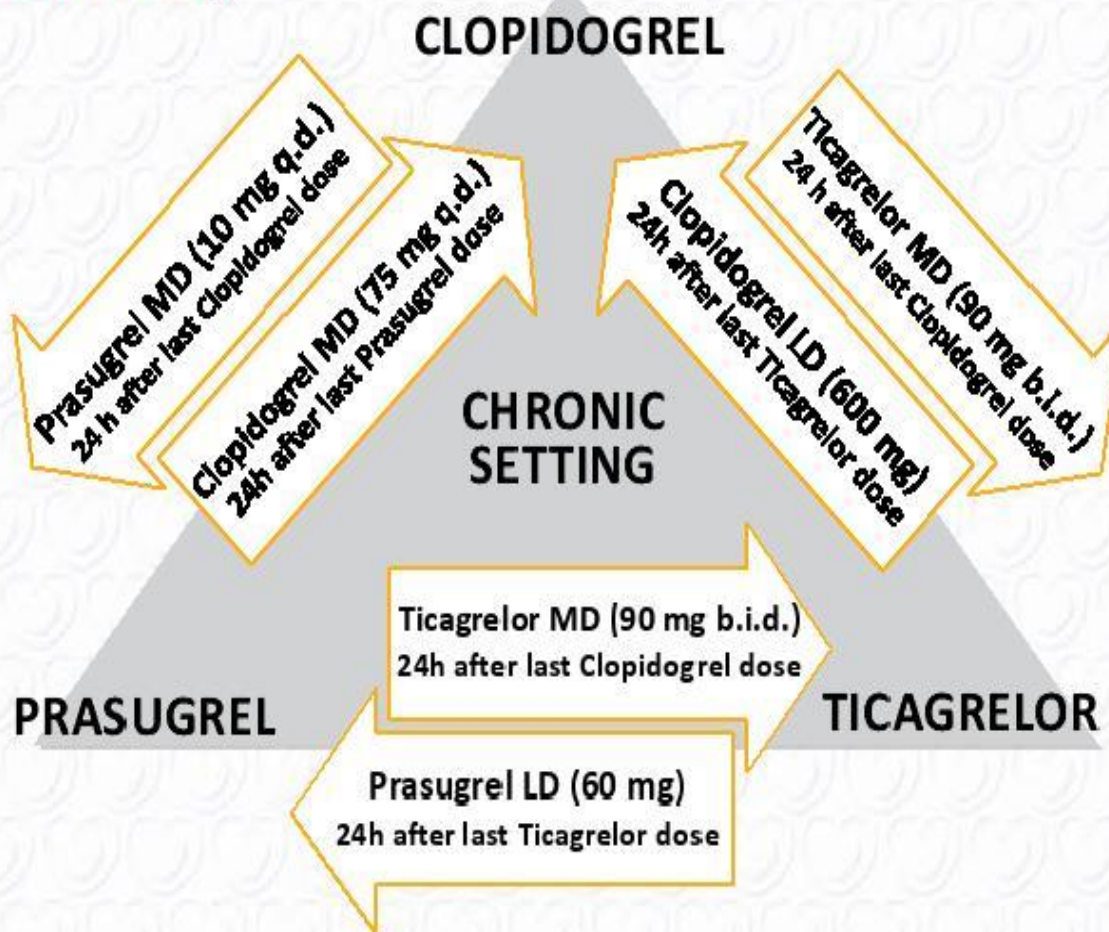 CLOPIDOGREL
Prasugrel MD (10 mg q.d.)
24 h after last Clopidogrel dose
Clopidogrel MD (75 mg q.d.)
24h after last Prasugrel dose
Ticagrelor MD (90 mg b.i.d.)
24 h after last Clopidogrel dose
Clopidogrel LD (600 mg)
24h after last Ticagrelor dose
CHRONIC
SETTING
Ticagrelor MD (90 mg b.i.d.)
24h after last Clopidogrel dose
PRASUGREL
TICAGRELOR
Prasugrel LD (60 mg)
24h after last Ticagrelor dose